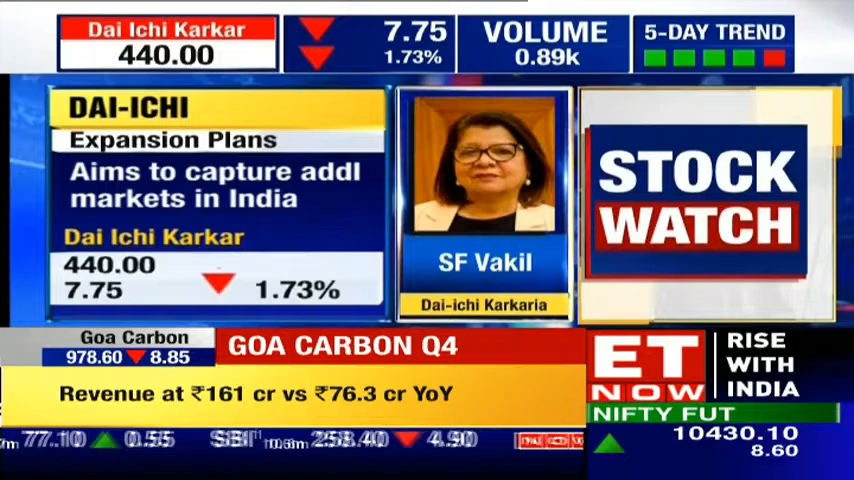 Dai Ichi Karkar
440.00
7.75
1.73%
VOLUME
0.89k
5-DAY TREND
DAI-ICHI
Expansion Plans
Aims to capture addl
markets in India
Dai Ichi Karkar
440.00
7.75
1.73%
SF Vakil
Dai-ichi Karkaria
STOCK
WATCH
Goa Carbon
978.60 8.85
GOA CARBON Q4
Revenue at ₹161 cr vs ₹76.3 cr YoY
ET
NOW
RISE
WITH
INDIA
NIFTY FUT
10430.10
8.60
77.10 0.55 SBI 258.40 4.90